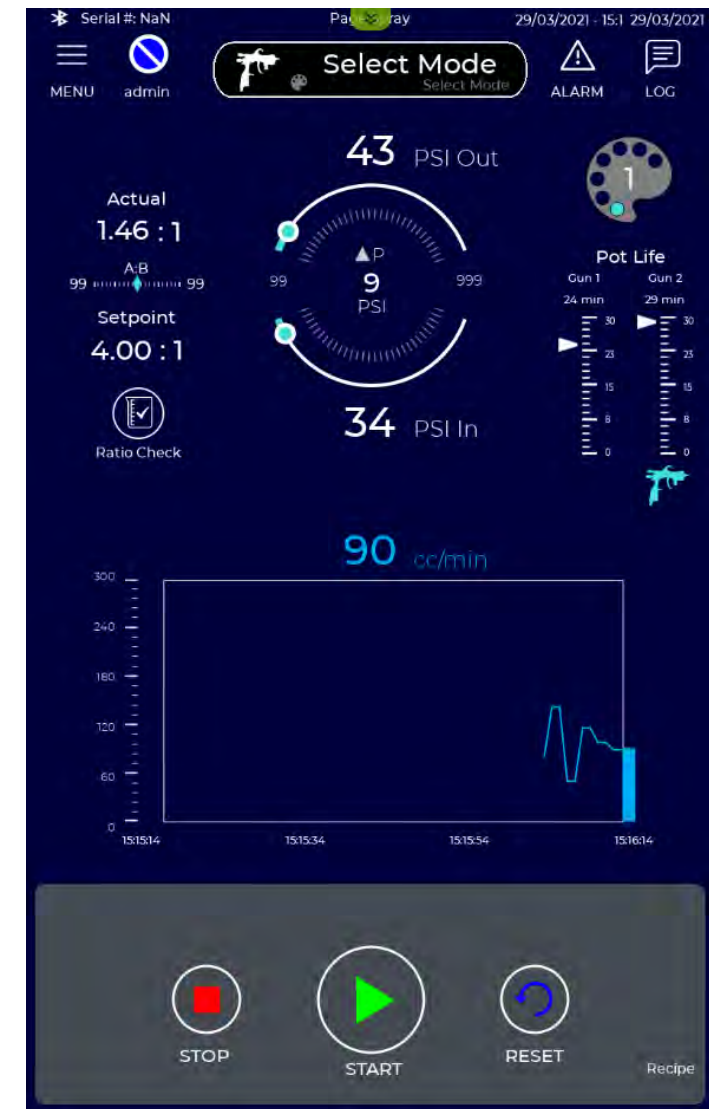 Serial #: NaN
29/03/2021 - 15:1 29/03/2021
MENU
admin
Select Mode
Select Mode
ALARM
LOG
43 PSI Out
1
Actual
1.46 : 1
A:B
99 99
Setpoint
4.00 : 1
Ratio Check
99
ΔP
9
PSI
999
34 PSI In
Pot Life
Gun 1 Gun 2
24 min 29 min
30 30
23 23
15 15
8 8
0 0
90 cc/min
300
240
180
120
60
0
15:15:14 15:15:34 15:15:54 15:16:14
STOP
START
RESET
Recipe